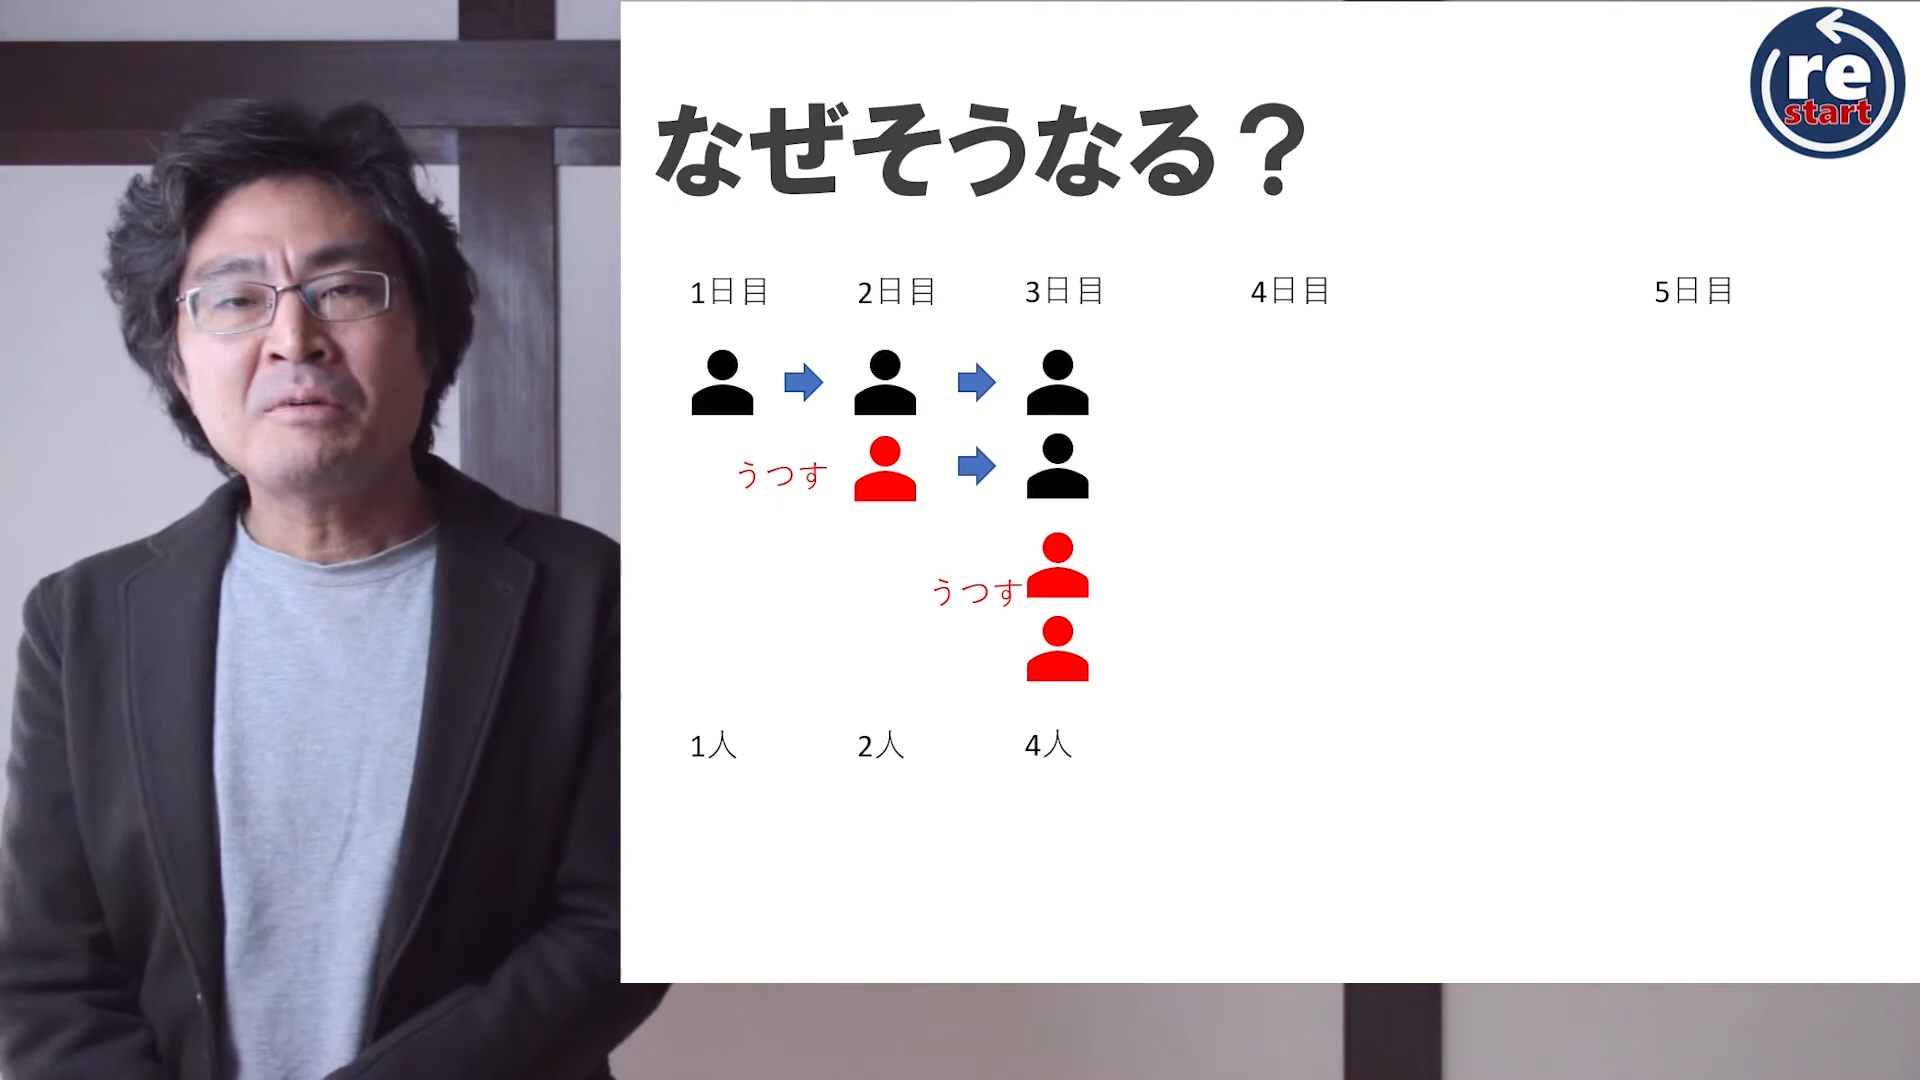 re
start
なぜそうなる？
1日目 2日目 3日目 4日目 5日目
うつす
うつす
1人 2人 4人